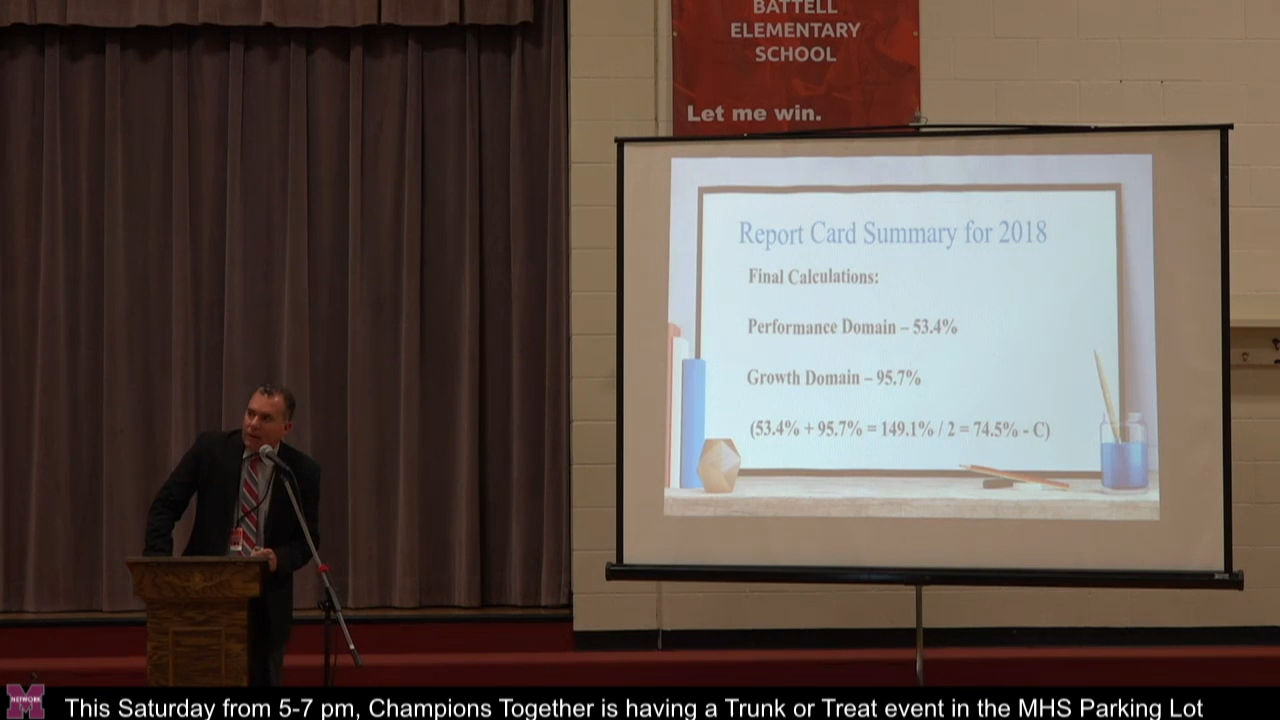 BATTELL
ELEMENTARY
SCHOOL
Let me win.
Report Card Summary for 2018
Final Calculations:
Performance Domain – 53.4%
Growth Domain – 95.7%
(53.4% + 95.7% = 149.1% / 2 = 74.5% - C)
M
NETWORK
This Saturday from 5-7 pm, Champions Together is having a Trunk or Treat event in the MHS Parking Lot